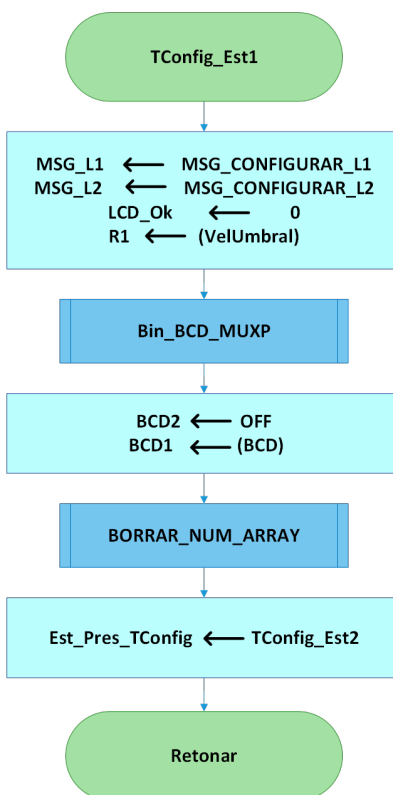 TConfig_Est1
MSG_L1 ← MSG_CONFIGURAR_L1
MSG_L2 ← MSG_CONFIGURAR_L2
LCD_Ok ← 0
R1 ← (VelUmbral)
Bin_BCD_MUXP
BCD2 ← OFF
BCD1 ← (BCD)
BORRAR_NUM_ARRAY
Est_Pres_TConfig ← TConfig_Est2
Retonar